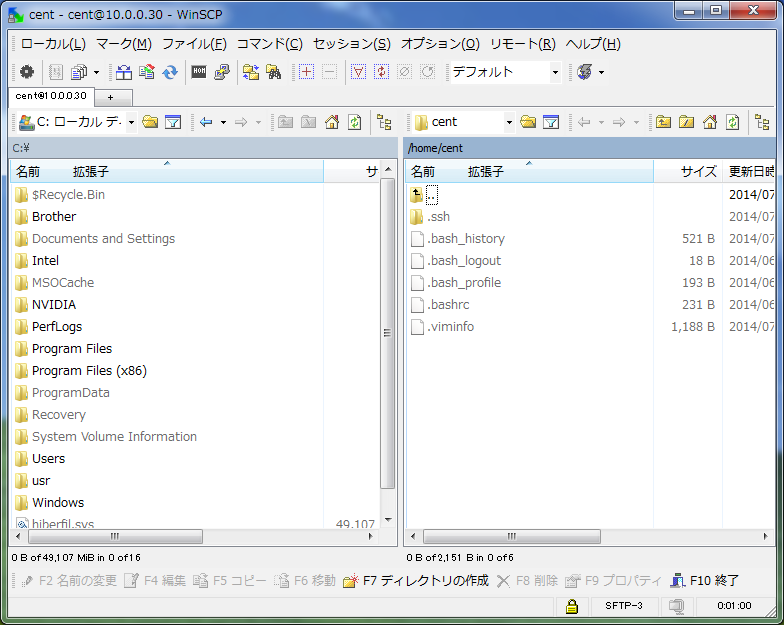 cent - cent@10.0.0.30 - WinSCP
ローカル(L) マーク(M) ファイル(F) コマンド(C) セッション(S) オプション(O) リモート(R) ヘルプ(H)
デフォルト
cent@10.0.0.30 +
C: ローカル デ
cent
C:¥
/home/cent
名前 拡張子 サ
名前 拡張子 サイズ 更新日時
$Recycle.Bin
Brother
Documents and Settings
Intel
MSOCache
NVIDIA
PerfLogs
Program Files
Program Files (x86)
ProgramData
Recovery
System Volume Information
Users
usr
Windows
hiberfil.sys 49,107
.. 2014/07
.ssh 2014/07
.bash_history 521 B 2014/07
.bash_logout 18 B 2014/06
.bash_profile 193 B 2014/06
.bashrc 231 B 2014/06
.viminfo 1,188 B 2014/07
0 B of 49,107 MiB in 0 of 16
0 B of 2,151 B in 0 of 6
F2 名前の変更 F4 編集 F5 コピー F6 移動 F7 ディレクトリの作成 F8 削除 F9 プロパティ F10 終了
SFTP-3 0:01:00